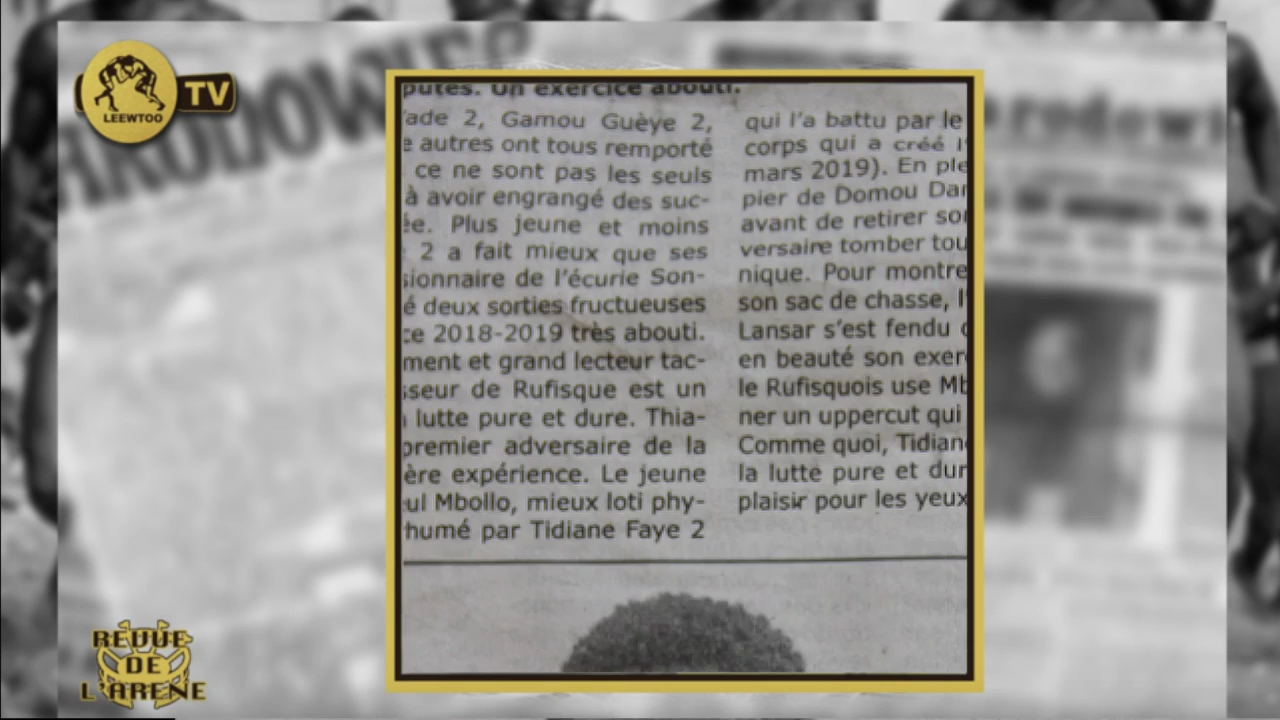 LEEWTOO
TV
putés. Un exercice abouti.
ade 2, Gamou Guèye 2,
e autres ont tous remporté
ce ne sont pas les seuls
à avoir engrangé des suc-
ée. Plus jeune et moins
2 a fait mieux que ses
sionnaire de l'écurie Son-
é deux sorties fructueuses
ce 2018-2019 très abouti.
ment et grand lecteur tac-
sseur de Rufisque est un
lutte pure et dure. Thia-
premier adversaire de la
ère expérience. Le jeune
ul Mbollo, mieux loti phy-
humé par Tidiane Faye 2
qui l'a battu par le
corps qui a créé l'
mars 2019). En ple
pier de Domou Dan
avant de retirer son
versaire tomber tou
nique. Pour montre
son sac de chasse, l'
Lansar s'est fendu
en beauté son exer
le Rufisquois use Mb
ner un uppercut qui
Comme quoi, Tidiane
la lutte pure et dur
plaisir pour les yeux
REVUE
DE
L'ARENE